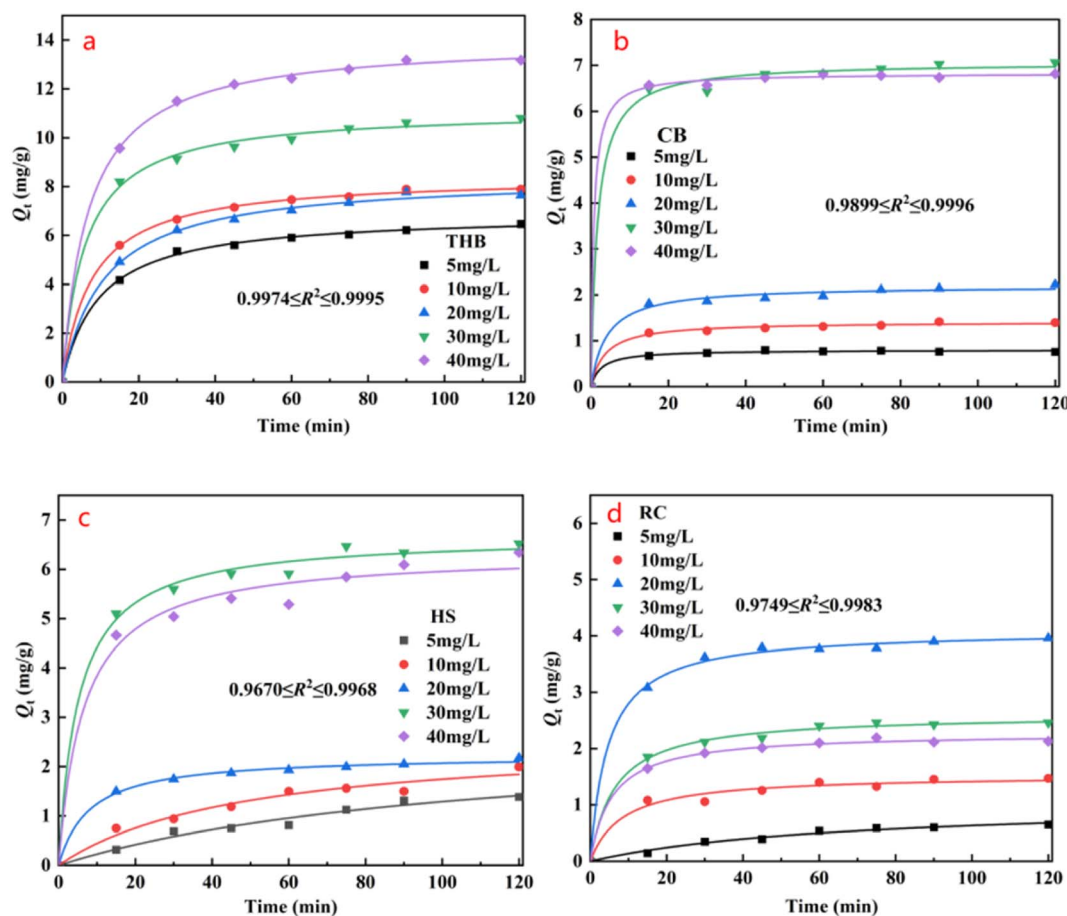 a
14
12
10
8
6
4
2
0
Qt (mg/g)
THB
5mg/L
10mg/L
20mg/L
30mg/L
40mg/L
0.9974≤R²≤0.9995
0 20 40 60 80 100 120
Time (min)
b
8
7
6
5
4
3
2
1
0
Qt (mg/g)
CB
5mg/L
10mg/L
20mg/L
30mg/L
40mg/L
0.9899≤R²≤0.9996
0 20 40 60 80 100 120
Time (min)
c
7
6
5
4
3
2
1
0
Qt (mg/g)
HS
5mg/L
10mg/L
20mg/L
30mg/L
40mg/L
0.9670≤R²≤0.9968
0 20 40 60 80 100 120
Time (min)
d
6
5
4
3
2
1
0
Qt (mg/g)
RC
5mg/L
10mg/L
20mg/L
30mg/L
40mg/L
0.9749≤R²≤0.9983
0 20 40 60 80 100 120
Time (min)